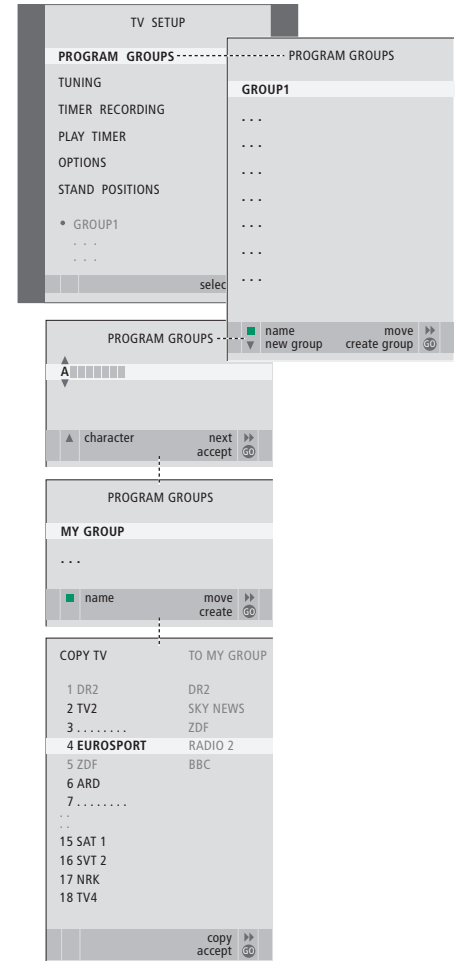 TV SETUP
PROGRAM GROUPS
TUNING
TIMER RECORDING
PLAY TIMER
OPTIONS
STAND POSITIONS
• GROUP1
. . .
. . .
selec
PROGRAM GROUPS
GROUP1
. . .
. . .
. . .
. . .
. . .
. . .
. . .
name move
new group create group GO
PROGRAM GROUPS
A
character next
accept GO
PROGRAM GROUPS
MY GROUP
. . .
name move
create GO
COPY TV TO MY GROUP
1 DR2 DR2
2 TV2 SKY NEWS
3 . . . . . . . . ZDF
4 EUROSPORT RADIO 2
5 ZDF BBC
6 ARD
7 . . . . . . . .
. .
. .
15 SAT 1
16 SVT 2
17 NRK
18 TV4
copy
accept GO